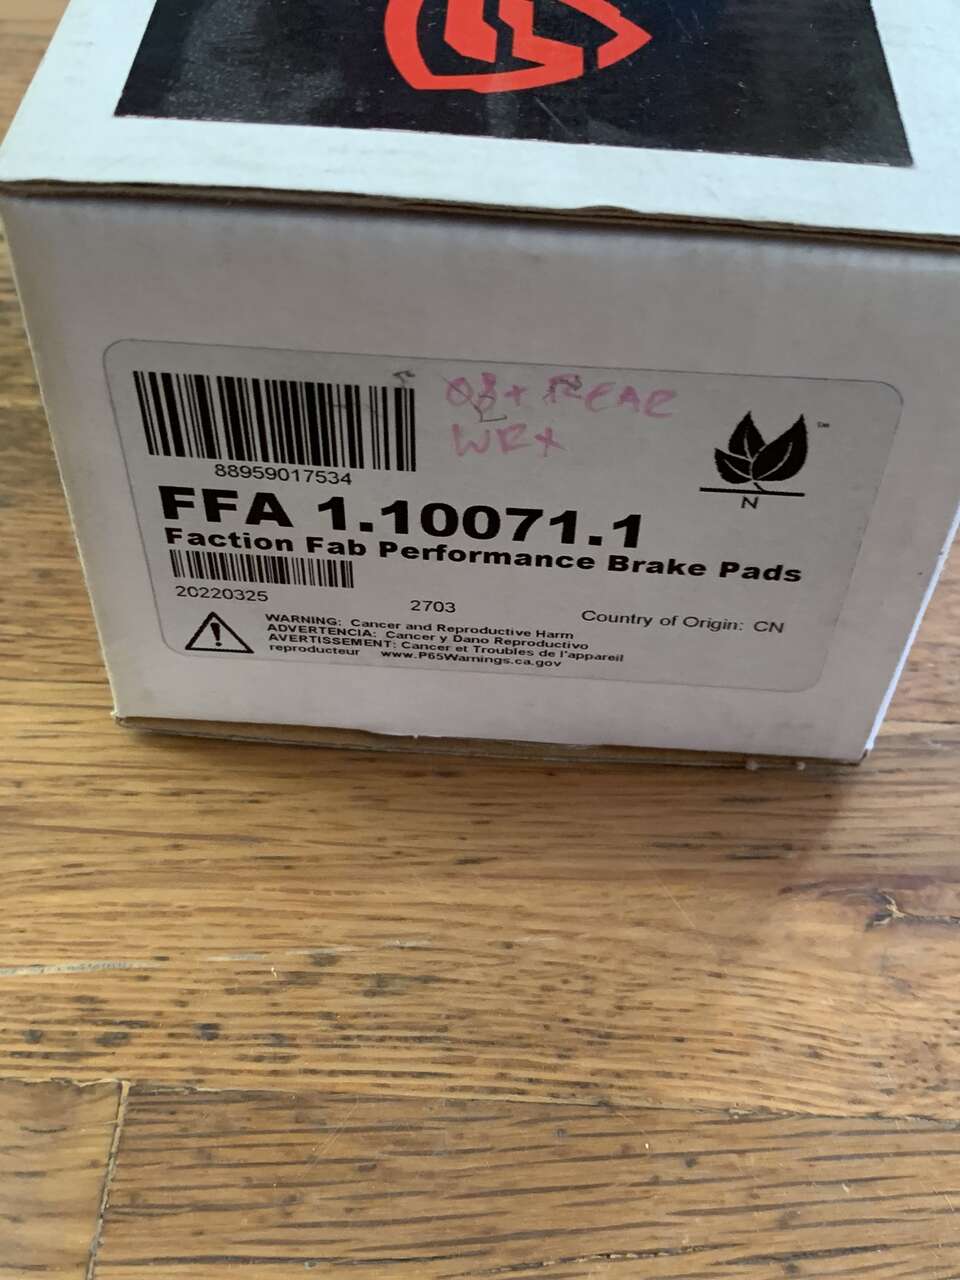 08+ REAR
WRX
88959017534
FFA 1.10071.1
Faction Fab Performance Brake Pads
20220325
2703
Country of Origin: CN
WARNING: Cancer and Reproductive Harm
ADVERTENCIA: Cancer y Dano Reproductivo
AVERTISSEMENT: Cancer et Troubles de l'appareil
reproducteur www.P65Warnings.ca.gov
N
TM